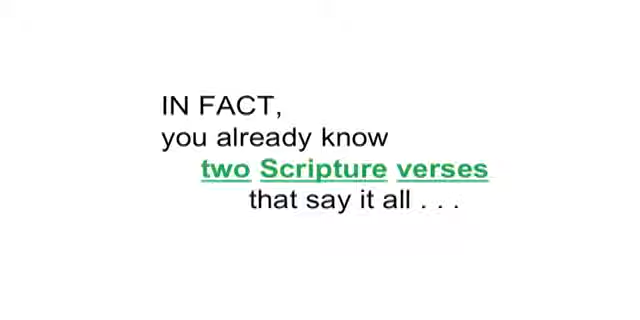 IN FACT,
you already know
two Scripture verses
that say it all . . .